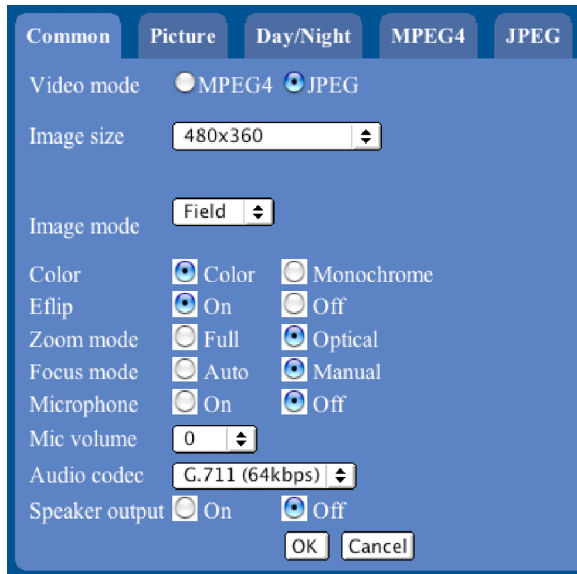 Common Picture Day/Night MPEG4 JPEG
Video mode MPEG4 JPEG
Image size 480x360
Image mode Field
Color Color Monochrome
Eflip On Off
Zoom mode Full Optical
Focus mode Auto Manual
Microphone On Off
Mic volume 0
Audio codec G.711 (64kbps)
Speaker output On Off
OK Cancel